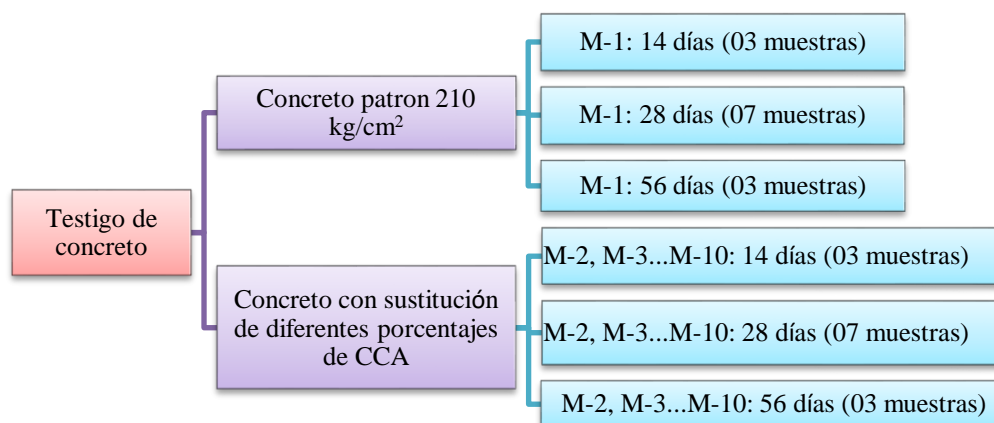 Testigo de
concreto
Concreto patron 210
kg/cm²
M-1: 14 días (03 muestras)
M-1: 28 días (07 muestras)
M-1: 56 días (03 muestras)
Concreto con sustitución
de diferentes porcentajes
de CCA
M-2, M-3...M-10: 14 días (03 muestras)
M-2, M-3...M-10: 28 días (07 muestras)
M-2, M-3...M-10: 56 días (03 muestras)